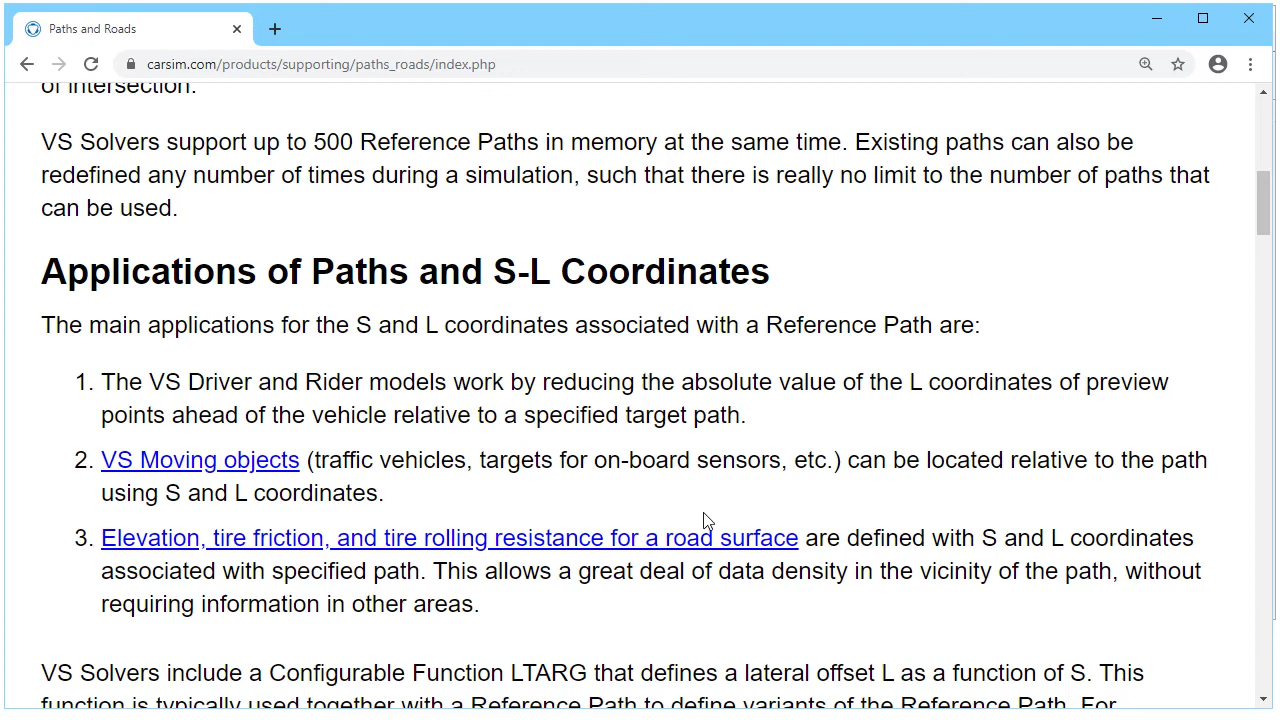 Paths and Roads
carsim.com/products/supporting/paths_roads/index.php
of intersection.
VS Solvers support up to 500 Reference Paths in memory at the same time. Existing paths can also be
redefined any number of times during a simulation, such that there is really no limit to the number of paths that
can be used.
Applications of Paths and S-L Coordinates
The main applications for the S and L coordinates associated with a Reference Path are:
1. The VS Driver and Rider models work by reducing the absolute value of the L coordinates of preview
points ahead of the vehicle relative to a specified target path.
2. VS Moving objects (traffic vehicles, targets for on-board sensors, etc.) can be located relative to the path
using S and L coordinates.
3. Elevation, tire friction, and tire rolling resistance for a road surface are defined with S and L coordinates
associated with specified path. This allows a great deal of data density in the vicinity of the path, without
requiring information in other areas.
VS Solvers include a Configurable Function LTARG that defines a lateral offset L as a function of S. This
function is typically used together with a Reference Path to define variants of the Reference Path. For